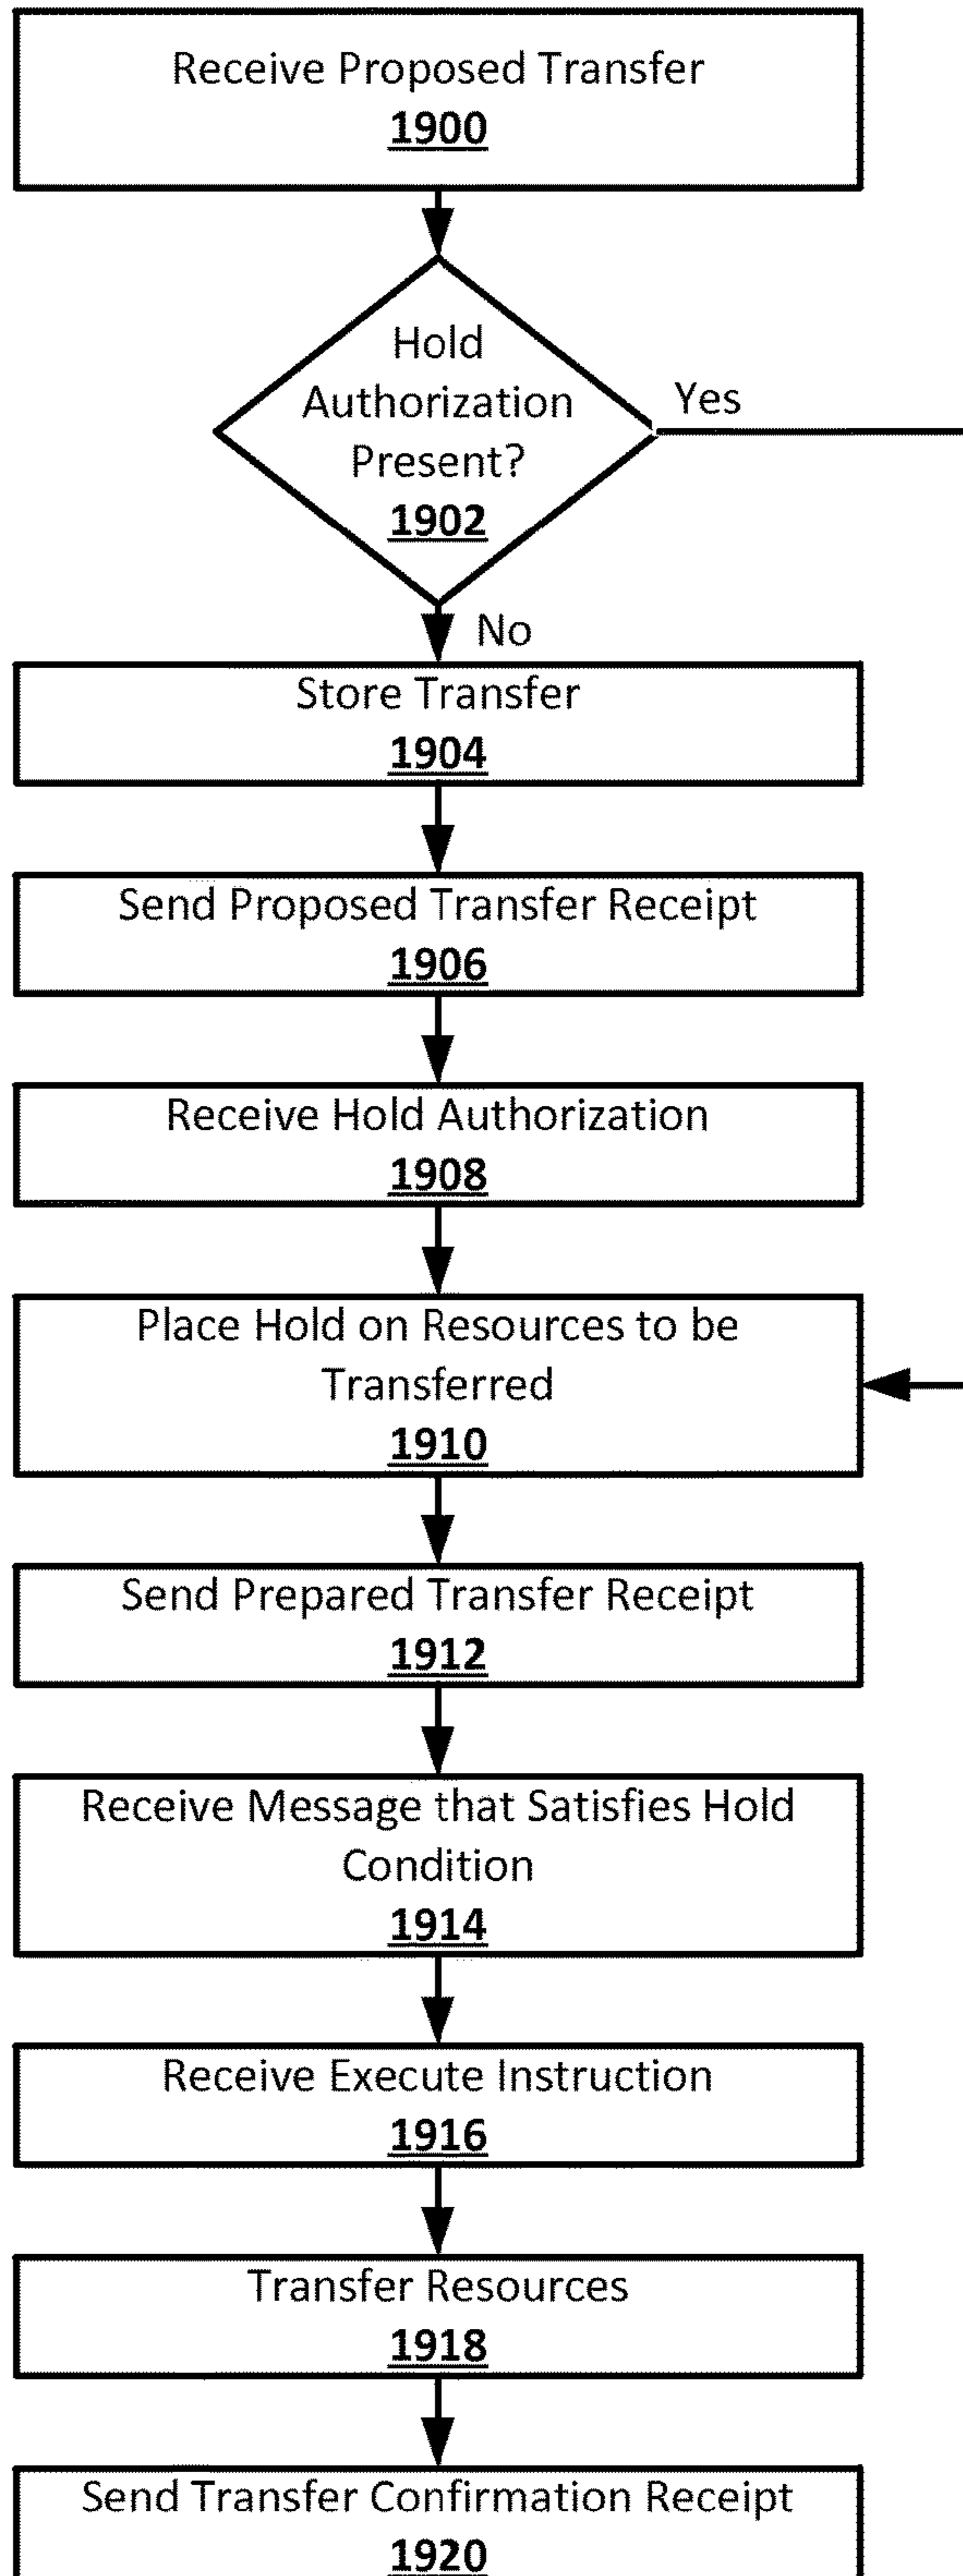 Receive Proposed Transfer
1900
Hold
Authorization
Present?
1902
Yes
No
Store Transfer
1904
Send Proposed Transfer Receipt
1906
Receive Hold Authorization
1908
Place Hold on Resources to be
Transferred
1910
Send Prepared Transfer Receipt
1912
Receive Message that Satisfies Hold
Condition
1914
Receive Execute Instruction
1916
Transfer Resources
1918
Send Transfer Confirmation Receipt
1920